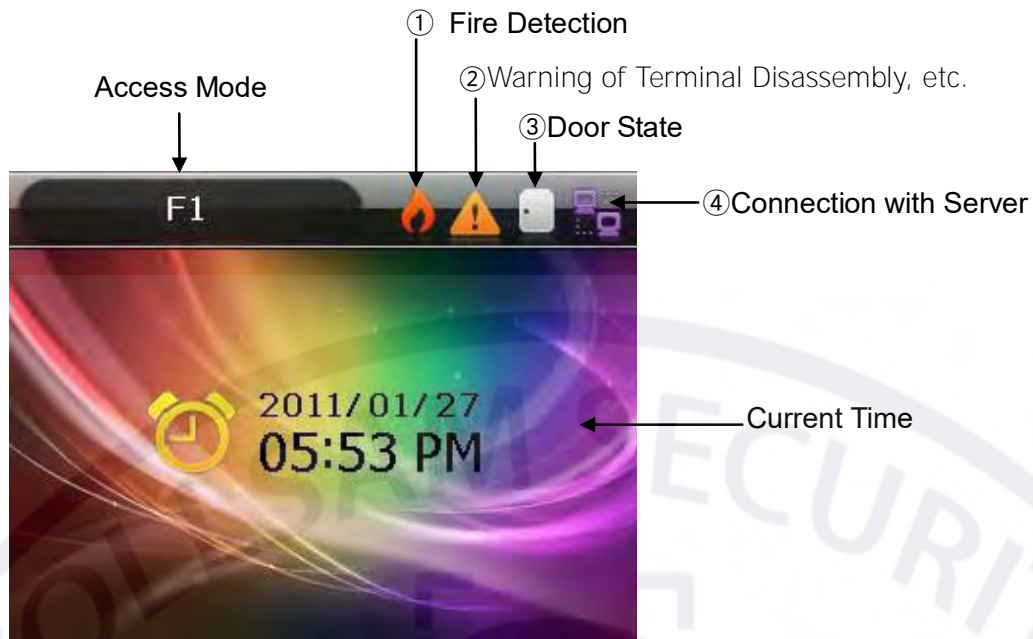 ① Fire Detection
②Warning of Terminal Disassembly, etc.
Access Mode
③Door State
F1
④Connection with Server
2011/01/27
05:53 PM
Current Time
SECURI